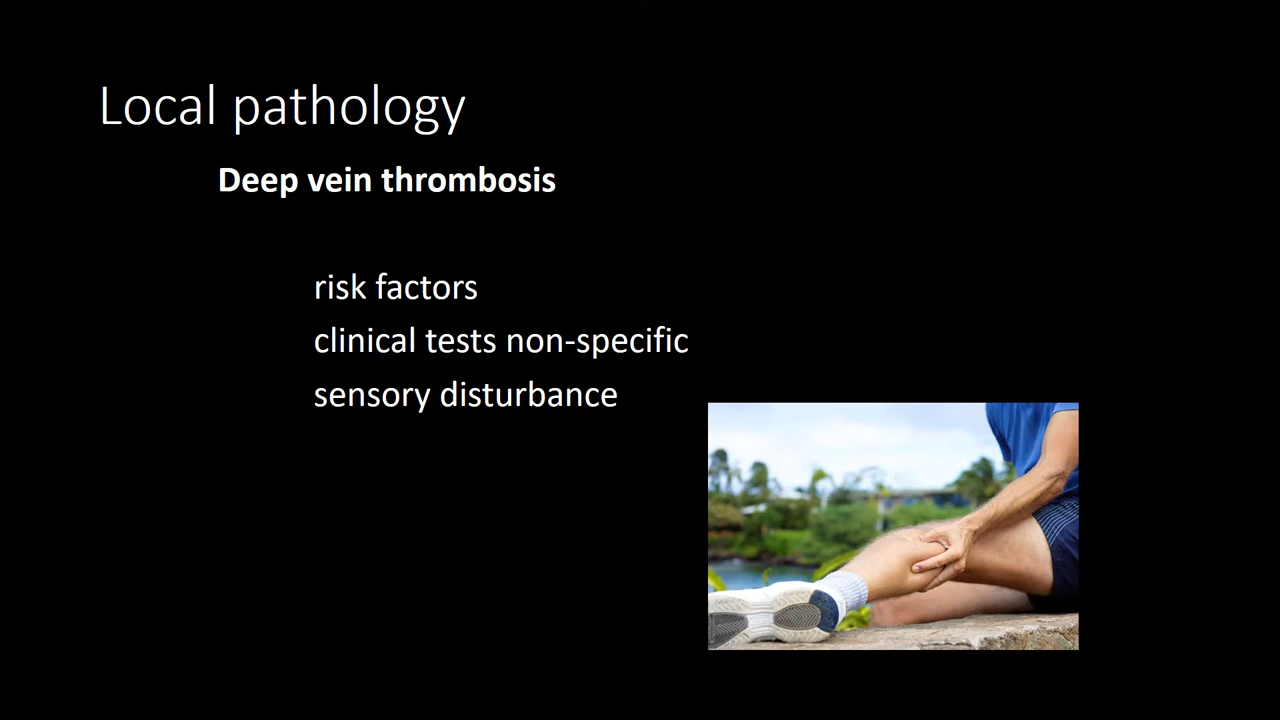 Local pathology
Deep vein thrombosis
risk factors
clinical tests non-specific
sensory disturbance